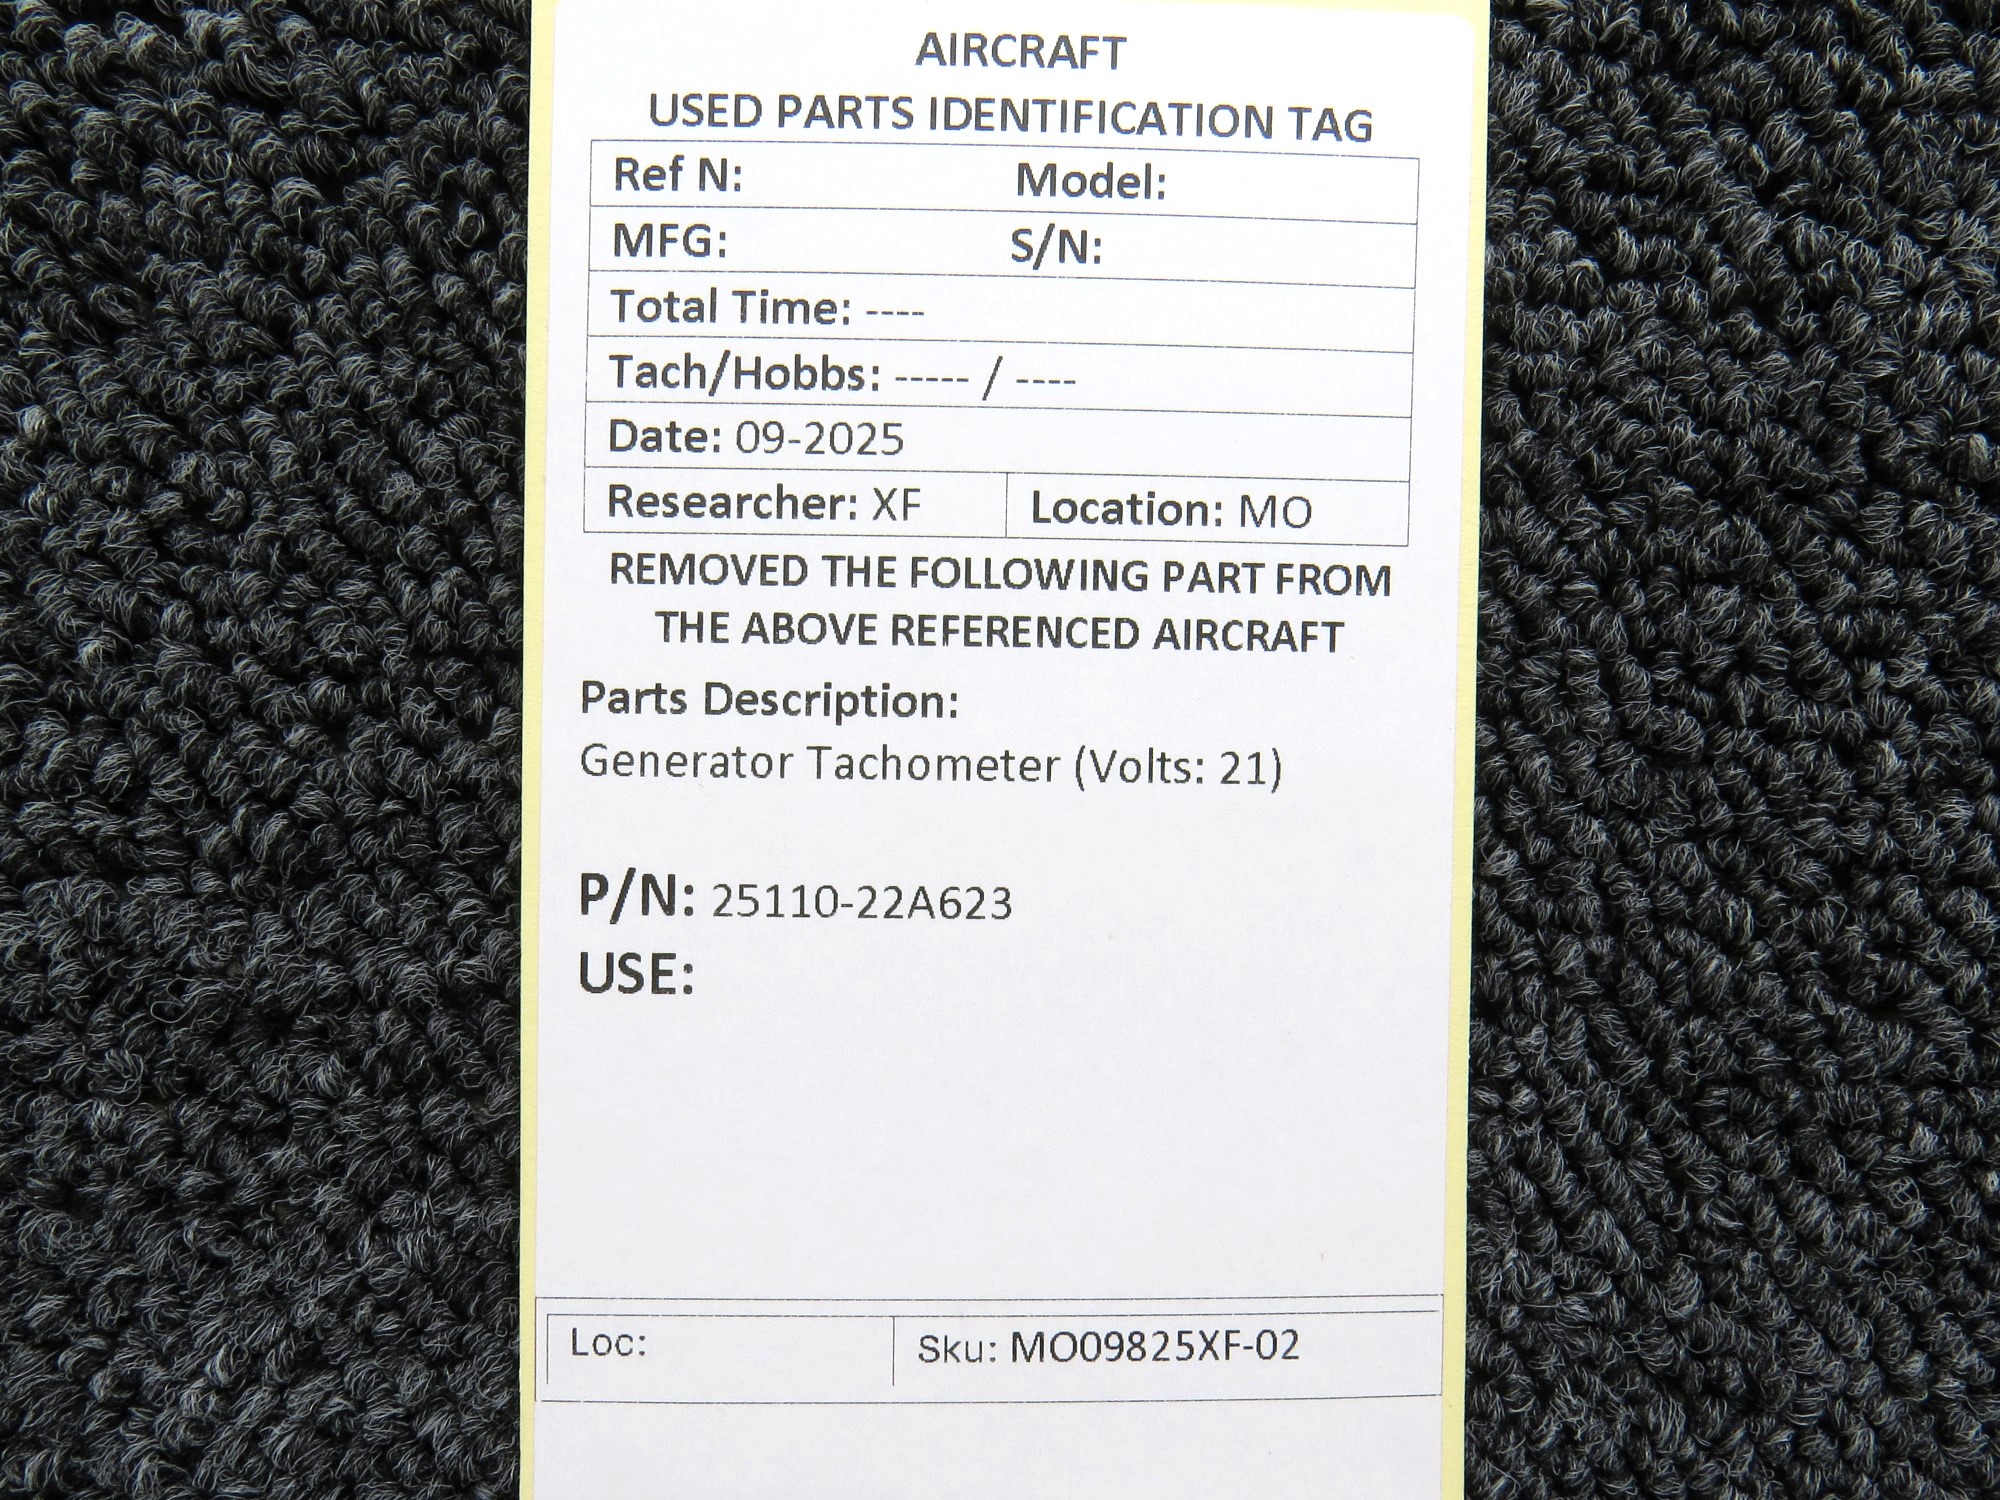 AIRCRAFT
USED PARTS IDENTIFICATION TAG
Ref N: Model:
MFG: S/N:
Total Time: ----
Tach/Hobbs: ----- / ----
Date: 09-2025
Researcher: XF Location: MO
REMOVED THE FOLLOWING PART FROM
THE ABOVE REFERENCED AIRCRAFT
Parts Description:
Generator Tachometer (Volts: 21)
P/N: 25110-22A623
USE:
Loc: Sku: MO09825XF-02